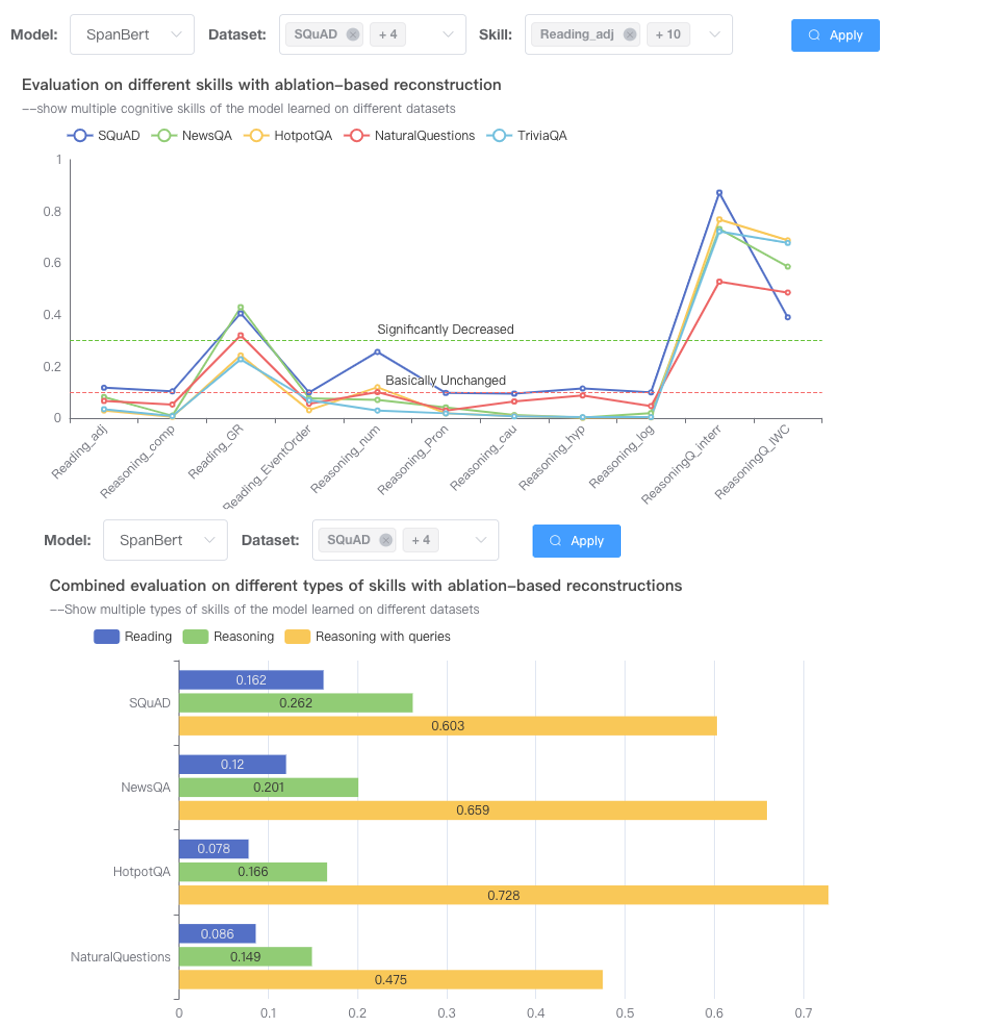 Model: SpanBert Dataset: SQuAD + 4 Skill: Reading_adj + 10 Apply
Evaluation on different skills with ablation-based reconstruction
--show multiple cognitive skills of the model learned on different datasets
SQuAD NewsQA HotpotQA NaturalQuestions TriviaQA
1
0.8
0.6
0.4
Significantly Decreased
0.2
Basically Unchanged
0
Reading_adj Reasoning_comp Reading_GR Reading_EventOrder Reasoning_num Reasoning_Pron Reasoning_cau Reasoning_hyp Reasoning_log ReasoningQ_interr ReasoningQ_IWC
Model: SpanBert Dataset: SQuAD + 4 Apply
Combined evaluation on different types of skills with ablation-based reconstructions
--Show multiple types of skills of the model learned on different datasets
Reading Reasoning Reasoning with queries
0.162
SQuAD 0.262
0.603
0.12
NewsQA 0.201
0.659
0.078
HotpotQA 0.166
0.728
0.086
NaturalQuestions 0.149
0.475
0 0.1 0.2 0.3 0.4 0.5 0.6 0.7